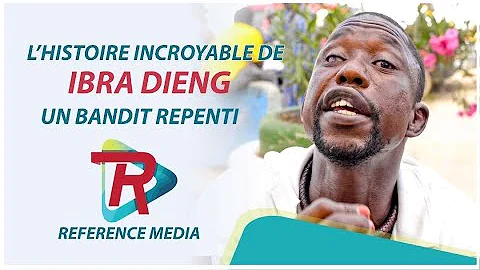 L'HISTOIRE INCROYABLE DE
IBRA DIENG
UN BANDIT REPENTI
R
REFERENCE MEDIA